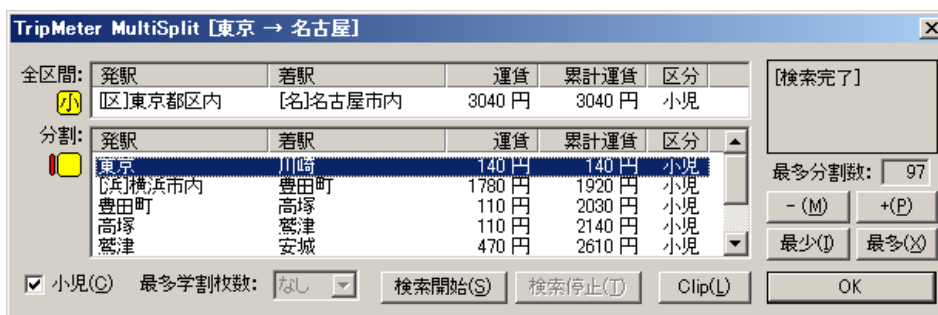 TripMeter MultiSplit [東京 → 名古屋]
全区間: 発駅 着駅 運賃 累計運賃 区分
小 [区]東京都区内 [名]名古屋市内 3040 円 3040 円 小児
[検索完了]
分割: 発駅 着駅 運賃 累計運賃 区分
東京 川崎 140 円 140 円 小児
[浜]横浜市内 豊田町 1780 円 1920 円 小児
豊田町 高塚 110 円 2030 円 小児
高塚 鷲津 110 円 2140 円 小児
鷲津 安城 470 円 2610 円 小児
最多分割数: 97
- (M) +(P)
最少(I) 最多(X)
小児(C) 最多学割枚数: なし 検索開始(S) 検索停止(T) Clip(L) OK